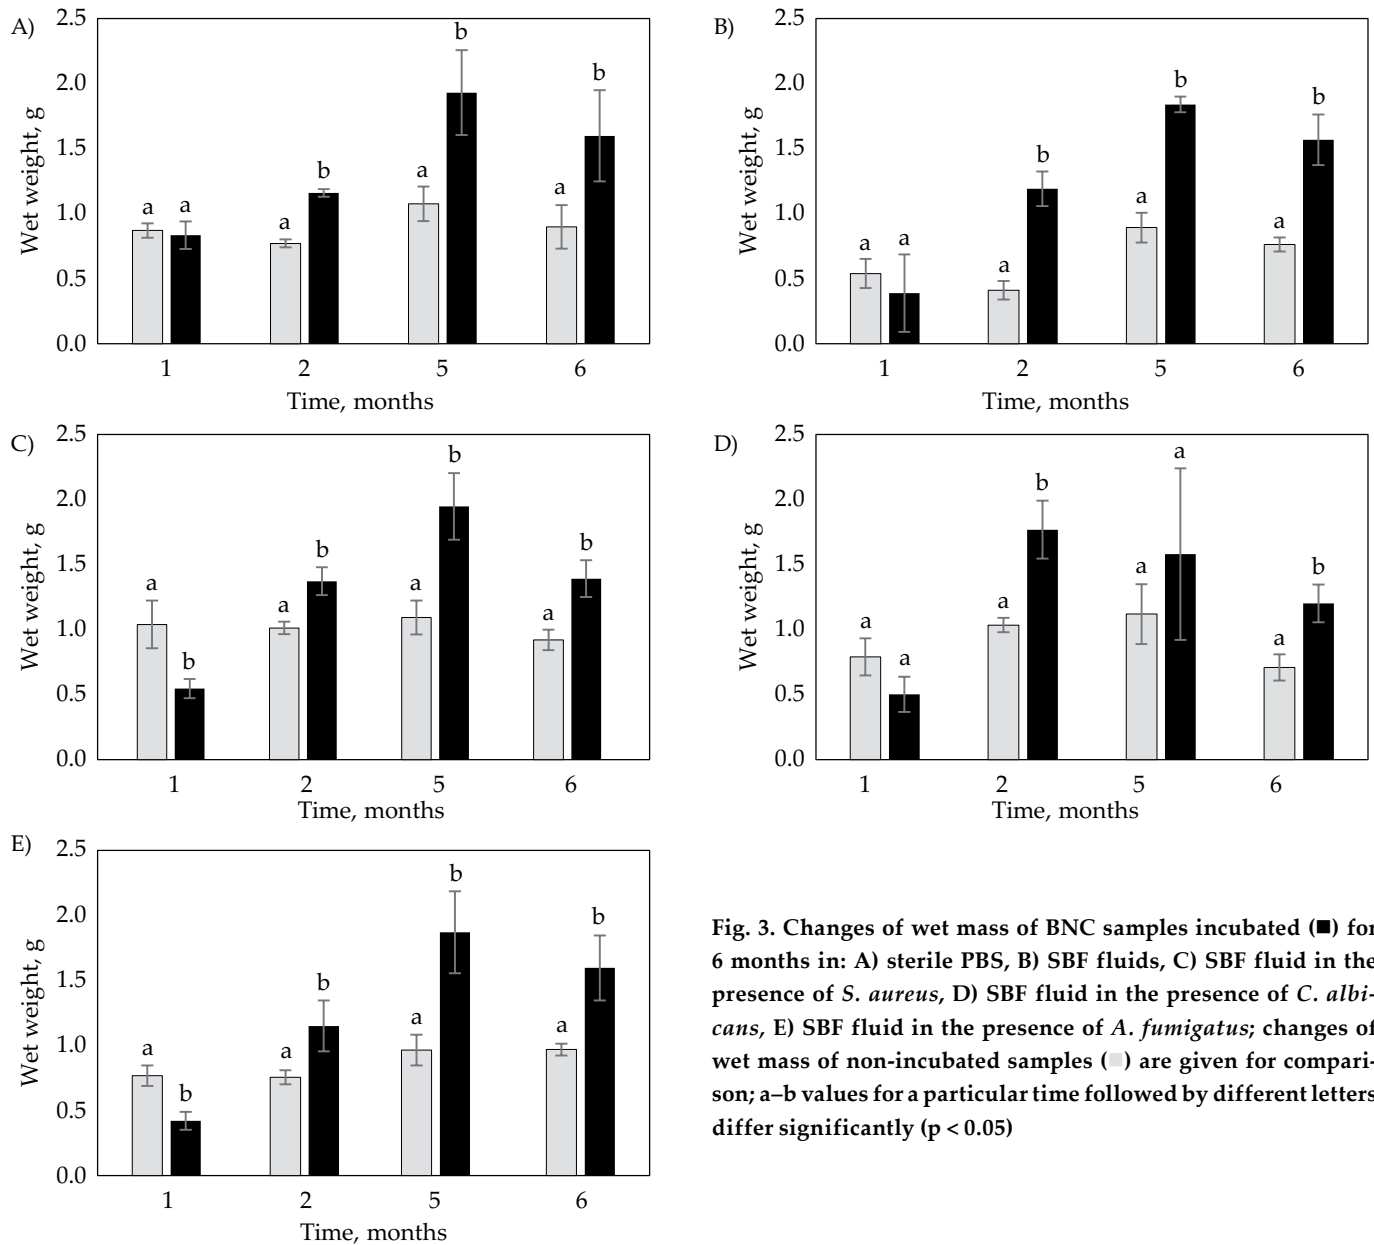 A)
Wet weight, g
2.5
2.0
1.5
1.0
0.5
0.0
a a
a b
a b
a b
1 2 5 6
Time, months
B)
Wet weight, g
2.5
2.0
1.5
1.0
0.5
0.0
a a
a b
a b
a b
1 2 5 6
Time, months
C)
Wet weight, g
2.5
2.0
1.5
1.0
0.5
0.0
a b
a b
a b
a b
1 2 5 6
Time, months
D)
Wet weight, g
2.5
2.0
1.5
1.0
0.5
0.0
a a
a b
a a
a b
1 2 5 6
Time, months
E)
Wet weight, g
2.5
2.0
1.5
1.0
0.5
0.0
a b
a b
a b
a b
1 2 5 6
Time, months
Fig. 3. Changes of wet mass of BNC samples incubated (■) for
6 months in: A) sterile PBS, B) SBF fluids, C) SBF fluid in the
presence of S. aureus, D) SBF fluid in the presence of C. albi-
cans, E) SBF fluid in the presence of A. fumigatus; changes of
wet mass of non-incubated samples (■) are given for compari-
son; a–b values for a particular time followed by different letters
differ significantly (p < 0.05)